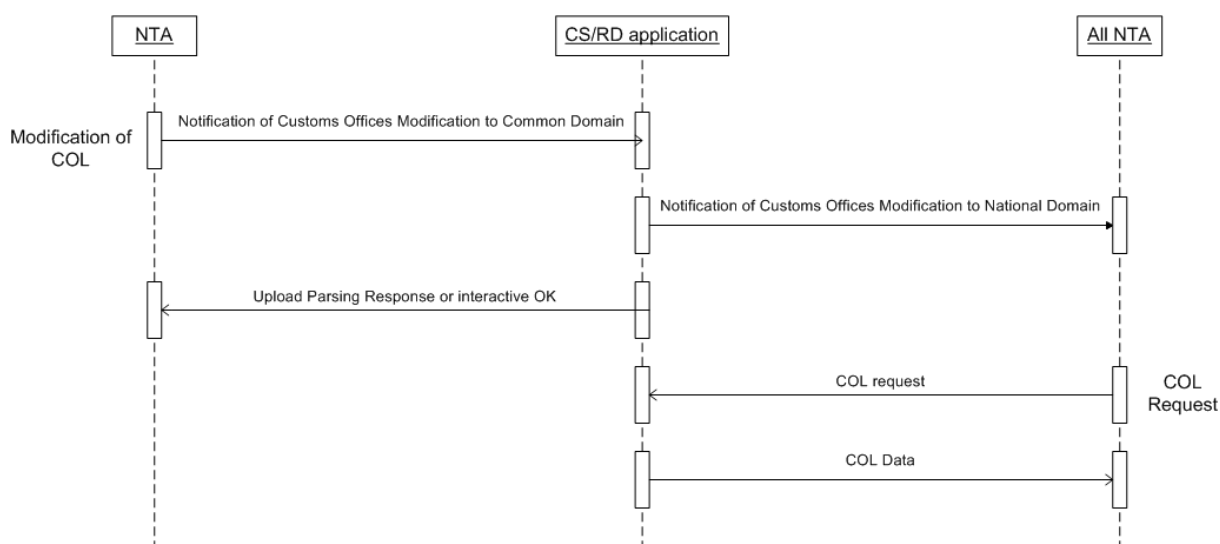 NTA
CS/RD application
All NTA
Notification of Customs Offices Modification to Common Domain
Modification of
COL
Notification of Customs Offices Modification to National Domain
Upload Parsing Response or interactive OK
COL request
COL
Request
COL Data